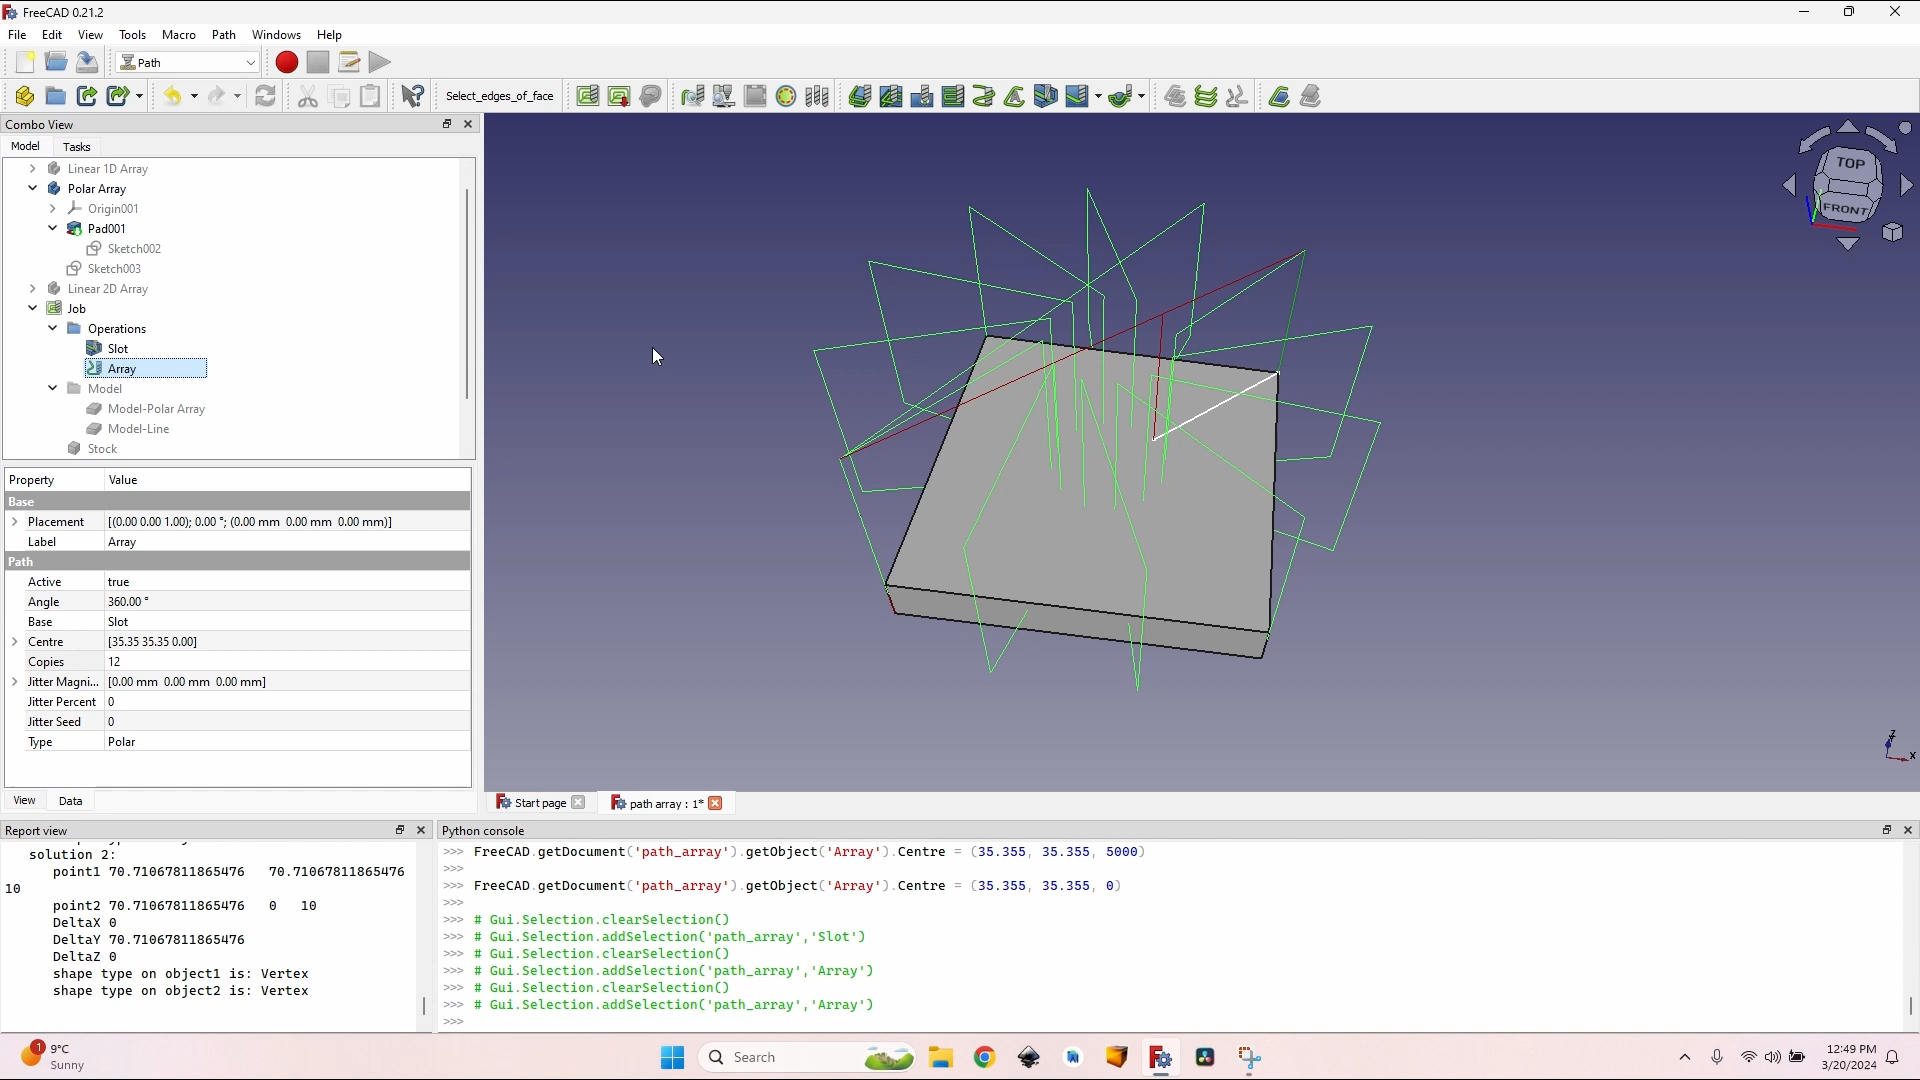 FreeCAD 0.21.2
File Edit View Tools Macro Path Windows Help
Path
Select_edges_of_face
Combo View
Model Tasks
Linear 1D Array
Polar Array
Origin001
Pad001
Sketch002
Sketch003
Linear 2D Array
Job
Operations
Slot
Array
Model
Model-Polar Array
Model-Line
Stock
Property Value
Base
Placement [(0.00 0.00 1.00); 0.00 °; (0.00 mm 0.00 mm 0.00 mm)]
Label Array
Path
Active true
Angle 360.00 °
Base Slot
Centre [35.35 35.35 0.00]
Copies 12
Jitter Magni... [0.00 mm 0.00 mm 0.00 mm]
Jitter Percent 0
Jitter Seed 0
Type Polar
View Data
TOP
FRONT
Z
X
Start page path array : 1*
Report view
solution 2:
point1 70.71067811865476 70.71067811865476
10
point2 70.71067811865476 0 10
DeltaX 0
DeltaY 70.71067811865476
DeltaZ 0
shape type on object1 is: Vertex
shape type on object2 is: Vertex
Python console
>>> FreeCAD.getDocument('path_array').getObject('Array').Centre = (35.355, 35.355, 5000)
>>>
>>> FreeCAD.getDocument('path_array').getObject('Array').Centre = (35.355, 35.355, 0)
>>>
>>> # Gui.Selection.clearSelection()
>>> # Gui.Selection.addSelection('path_array','Slot')
>>> # Gui.Selection.clearSelection()
>>> # Gui.Selection.addSelection('path_array','Array')
>>> # Gui.Selection.clearSelection()
>>> # Gui.Selection.addSelection('path_array','Array')
>>>
1
9°C
Sunny
Search
12:49 PM
3/20/2024